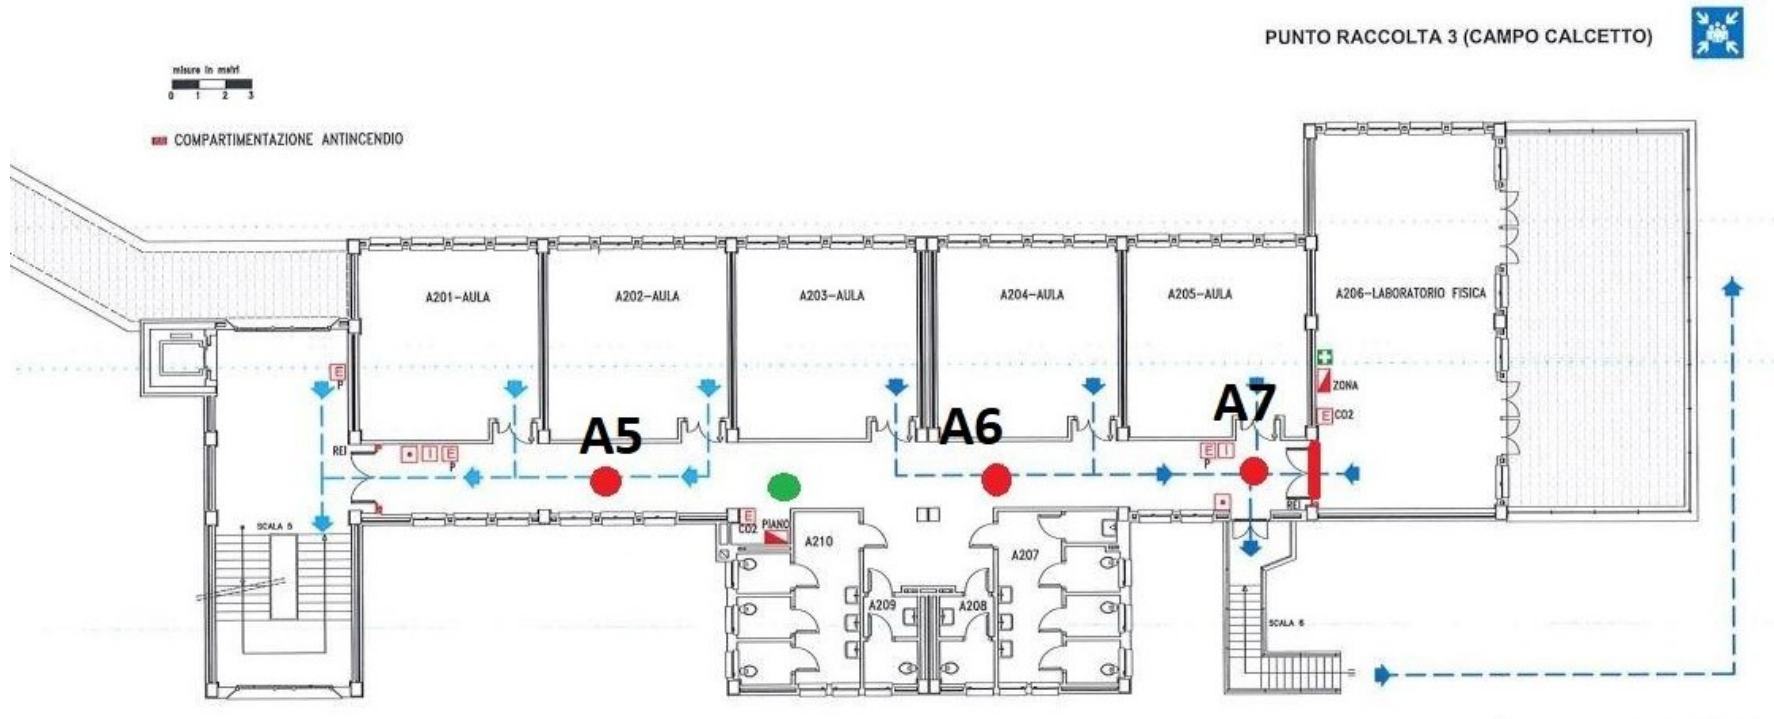 PUNTO RACCOLTA 3 (CAMPO CALCETTO)
misure in metri
0 1 2 3
COMPARTIMENTAZIONE ANTINCENDIO
A201-AULA
A202-AULA
A203-AULA
A204-AULA
A205-AULA
A206-LABORATORIO FISICA
E
P
ZONA
E CO2
A5
A6
A7
REI
I E
P
E I
P
REI
E
CO2 PIANO
A210
A207
A209
A208
SCALA 5
SCALA 6